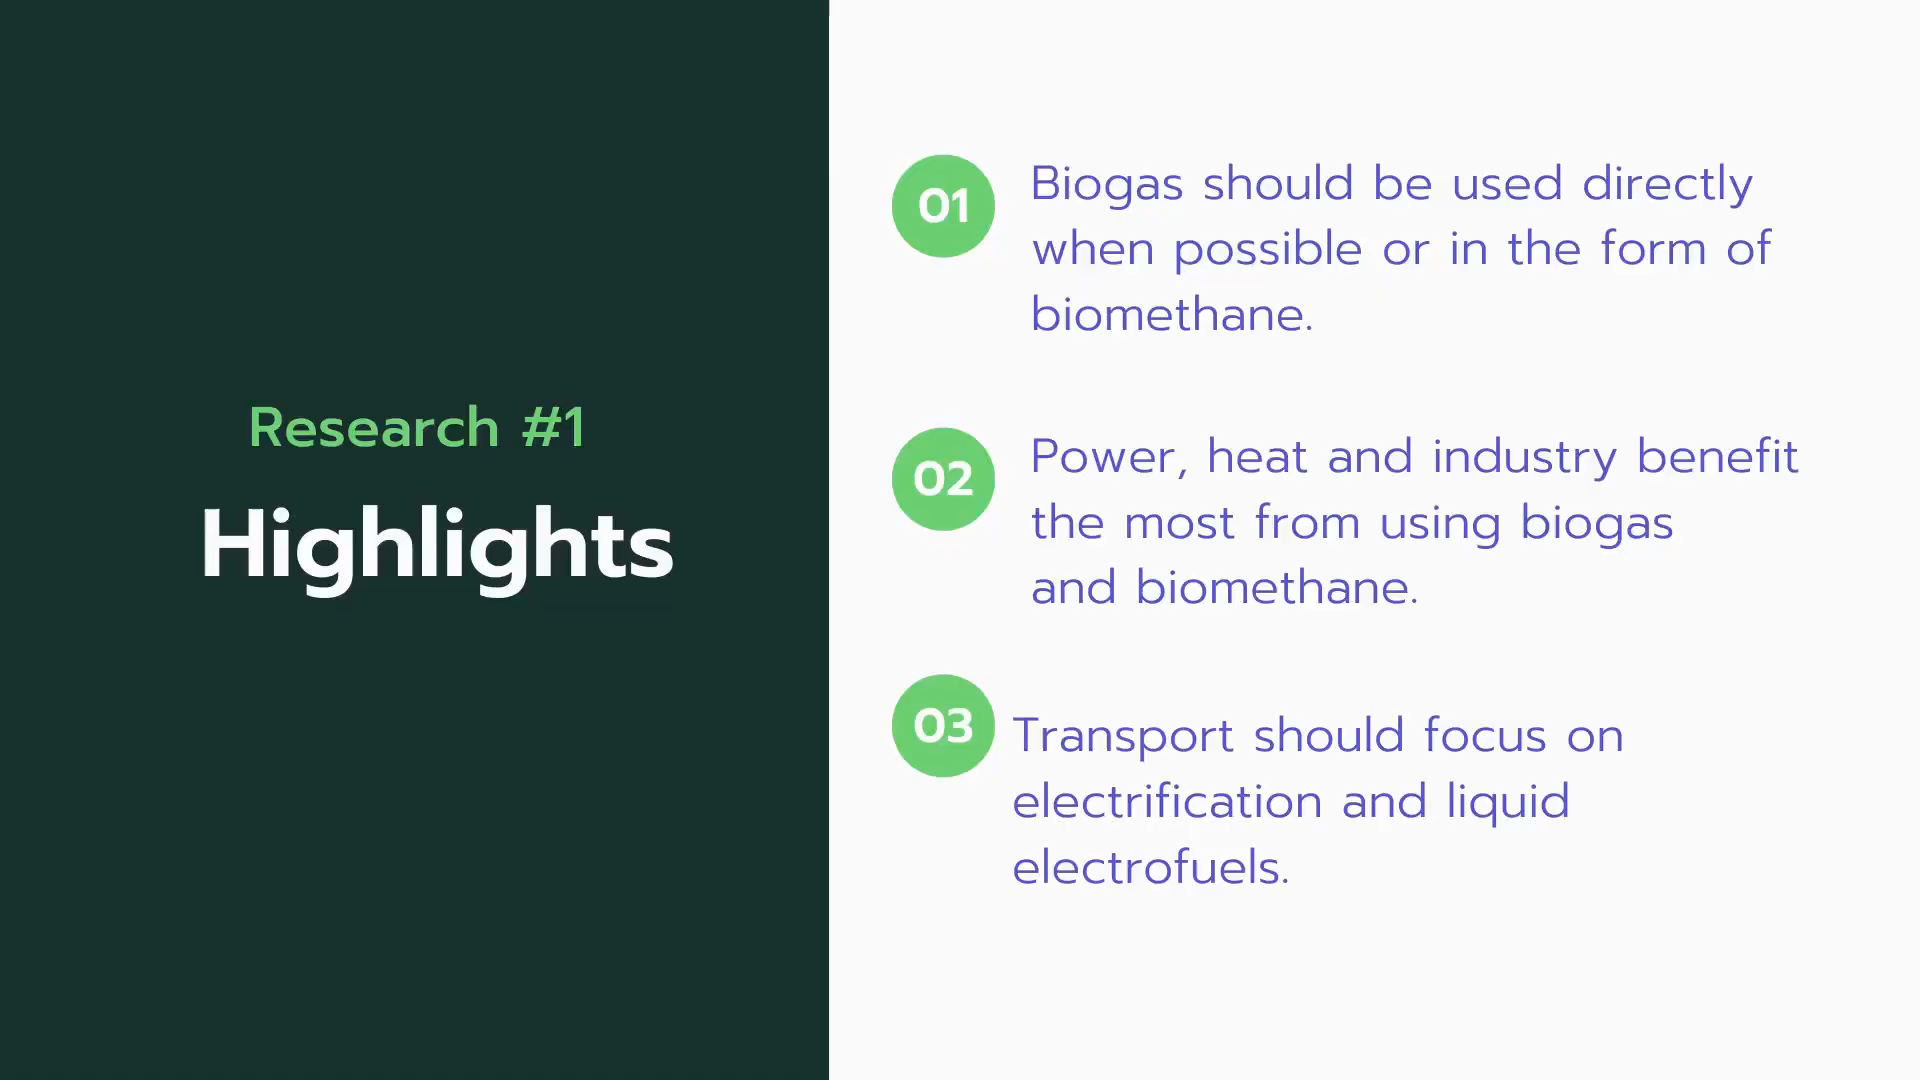 Research #1
Highlights
01
Biogas should be used directly
when possible or in the form of
biomethane.
02
Power, heat and industry benefit
the most from using biogas
and biomethane.
03
Transport should focus on
electrification and liquid
electrofuels.